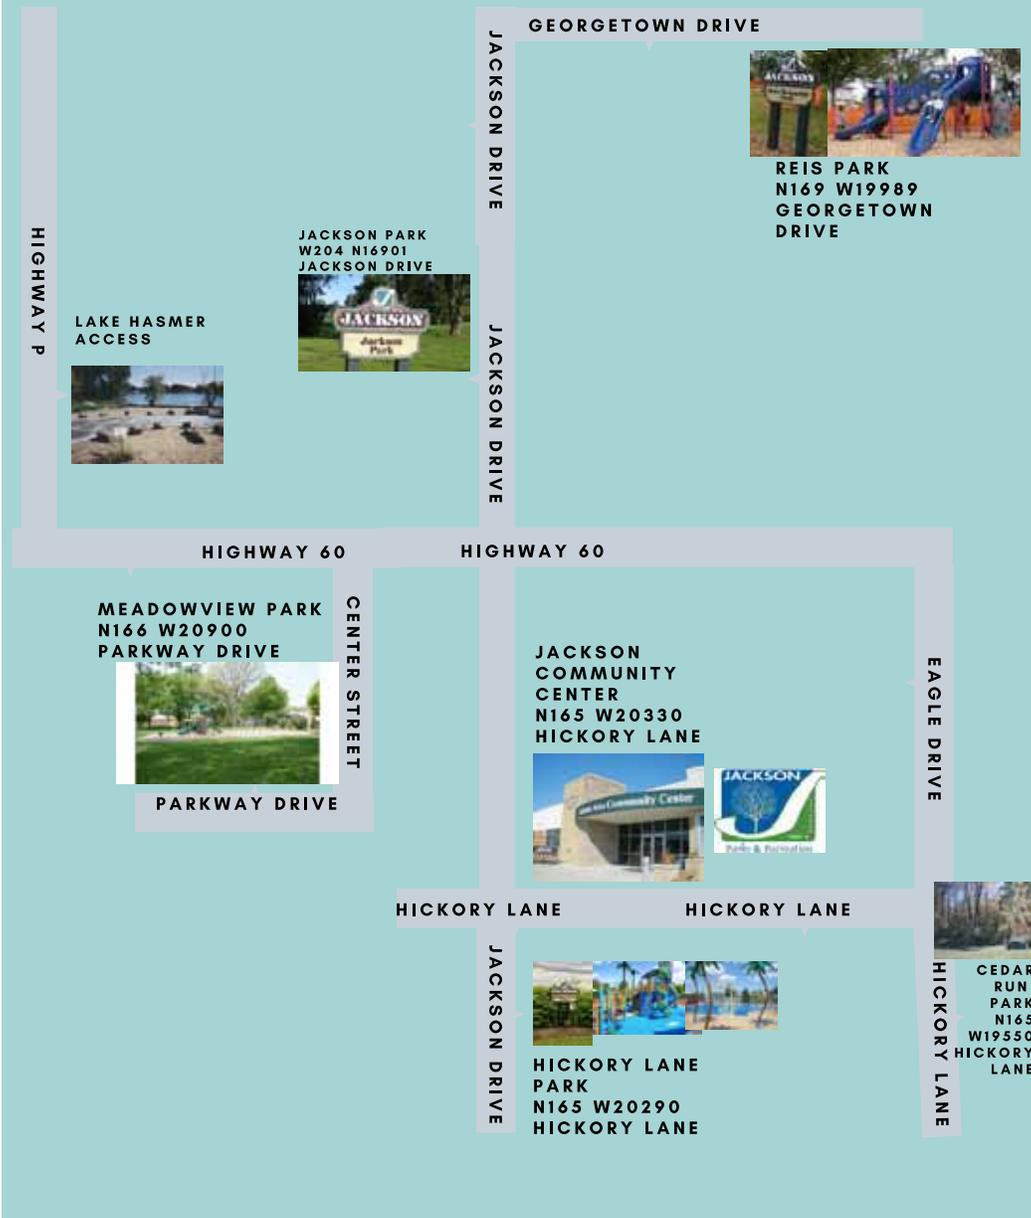 GEORGETOWN DRIVE
JACKSON DRIVE
JACKSON
REIS PARK
N169 W19989
GEORGETOWN
DRIVE
HIGHWAY P
JACKSON PARK
W204 N16901
JACKSON DRIVE
JACKSON
Jackson
Park
LAKE HASMER
ACCESS
JACKSON DRIVE
HIGHWAY 60
HIGHWAY 60
MEADOWVIEW PARK
N166 W20900
PARKWAY DRIVE
CENTER STREET
PARKWAY DRIVE
JACKSON
COMMUNITY
CENTER
N165 W20330
HICKORY LANE
Community Center
JACKSON
Parks & Recreation
EAGLE DRIVE
HICKORY LANE
HICKORY LANE
JACKSON DRIVE
HICKORY LANE
PARK
N165 W20290
HICKORY LANE
HICKORY LANE
CEDAR
RUN
PARK
N165
W19550
HICKORY
LANE